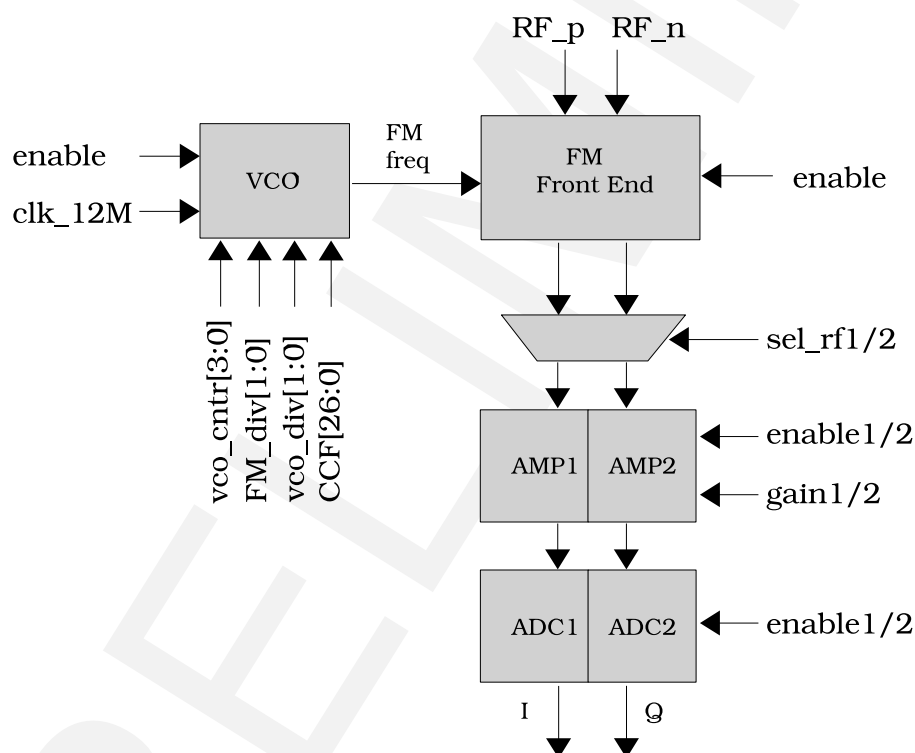 RF_p RF_n
FM
freq
enable
VCO
FM
Front End
enable
clk_12M
vco_cntr[3:0]
FM_div[1:0]
vco_div[1:0]
CCF[26:0]
sel_rf1/2
AMP1 AMP2
enable1/2
gain1/2
ADC1 ADC2
enable1/2
I Q